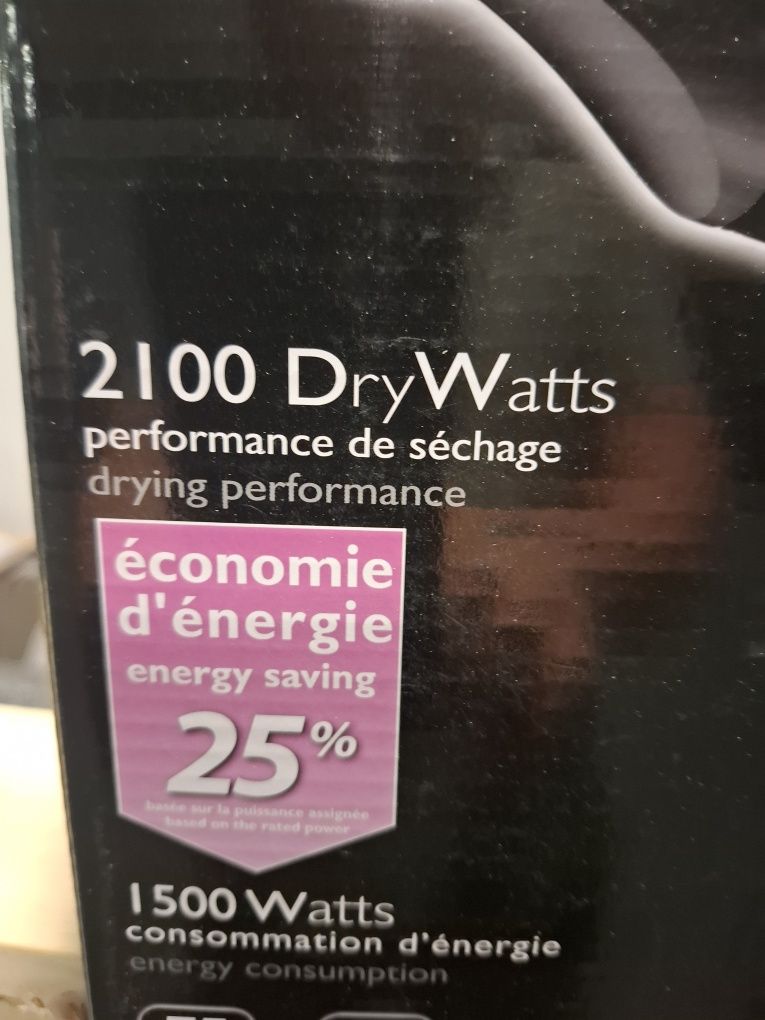 2100 DryWatts
performance de séchage
drying performance
économie
d'énergie
energy saving
25%
basée sur la puissance assignée
based on the rated power
1500 Watts
consommation d'énergie
energy consumption